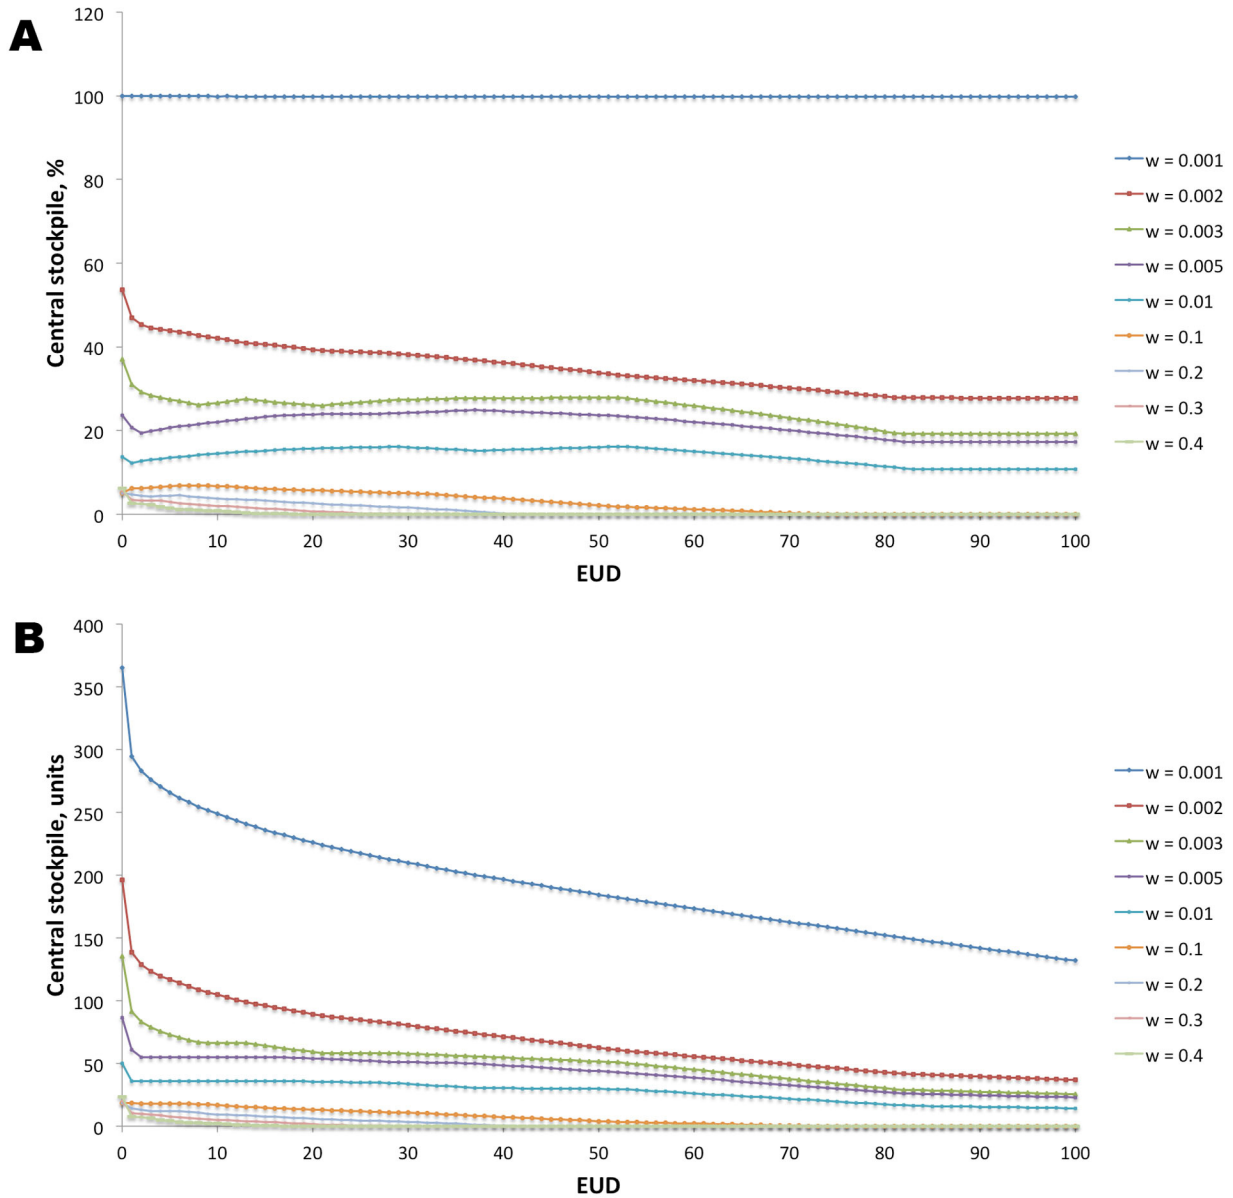 A
Central stockpile, %
120
100
80
60
40
20
0
0 10 20 30 40 50 60 70 80 90 100
EUD
w = 0.001
w = 0.002
w = 0.003
w = 0.005
w = 0.01
w = 0.1
w = 0.2
w = 0.3
w = 0.4
B
Central stockpile, units
400
350
300
250
200
150
100
50
0
0 10 20 30 40 50 60 70 80 90 100
EUD
w = 0.001
w = 0.002
w = 0.003
w = 0.005
w = 0.01
w = 0.1
w = 0.2
w = 0.3
w = 0.4